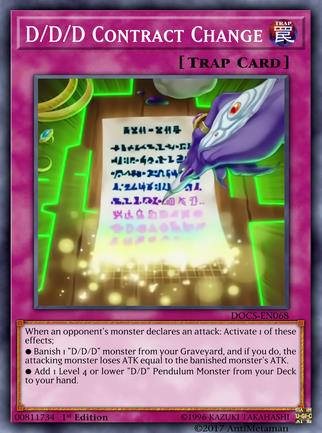 D/D/D Contract Change
TRAP
罠
[Trap Card]
DOCS-EN068
When an opponent's monster declares an attack: Activate 1 of these
effects;
● Banish 1 "D/D/D" monster from your Graveyard, and if you do, the
attacking monster loses ATK equal to the banished monster's ATK.
● Add 1 Level 4 or lower "D/D" Pendulum Monster from your Deck
to your hand.
00811734 1st Edition ©1996 KAZUKI TAKAHASHI
©2017 AntiMetaman